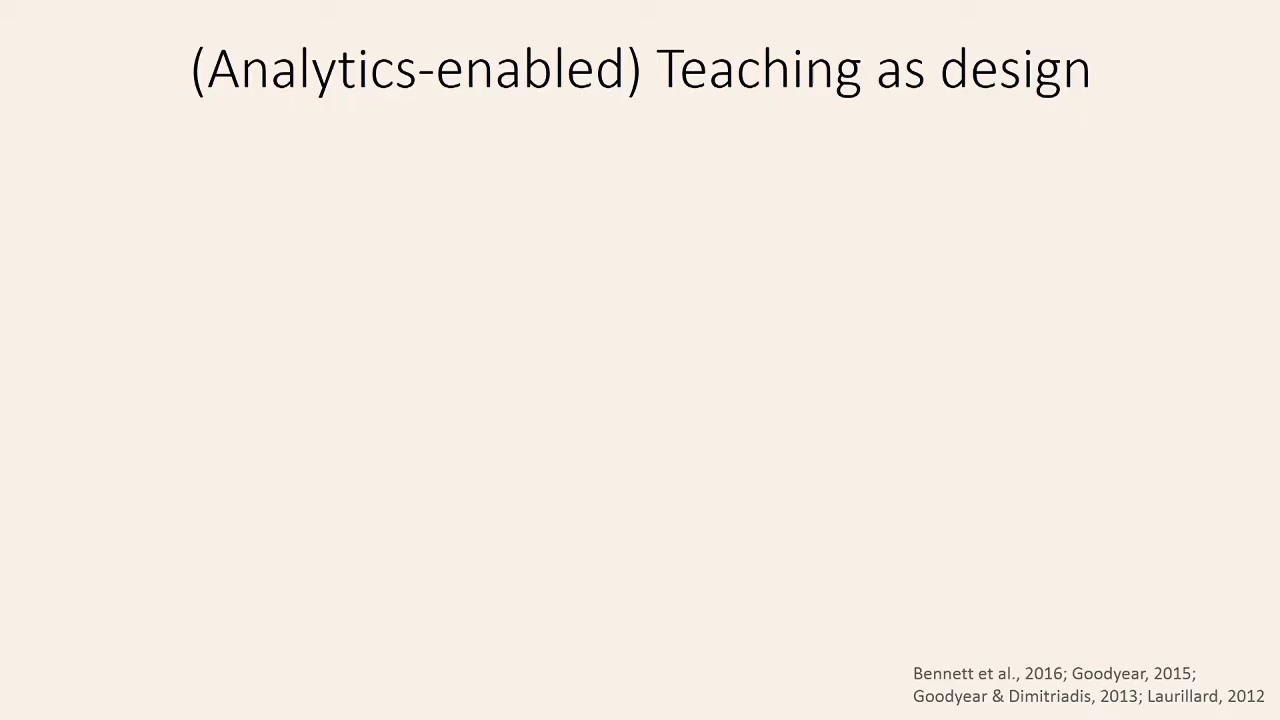 (Analytics-enabled) Teaching as design
Bennett et al., 2016; Goodyear, 2015;
Goodyear & Dimitriadis, 2013; Laurillard, 2012